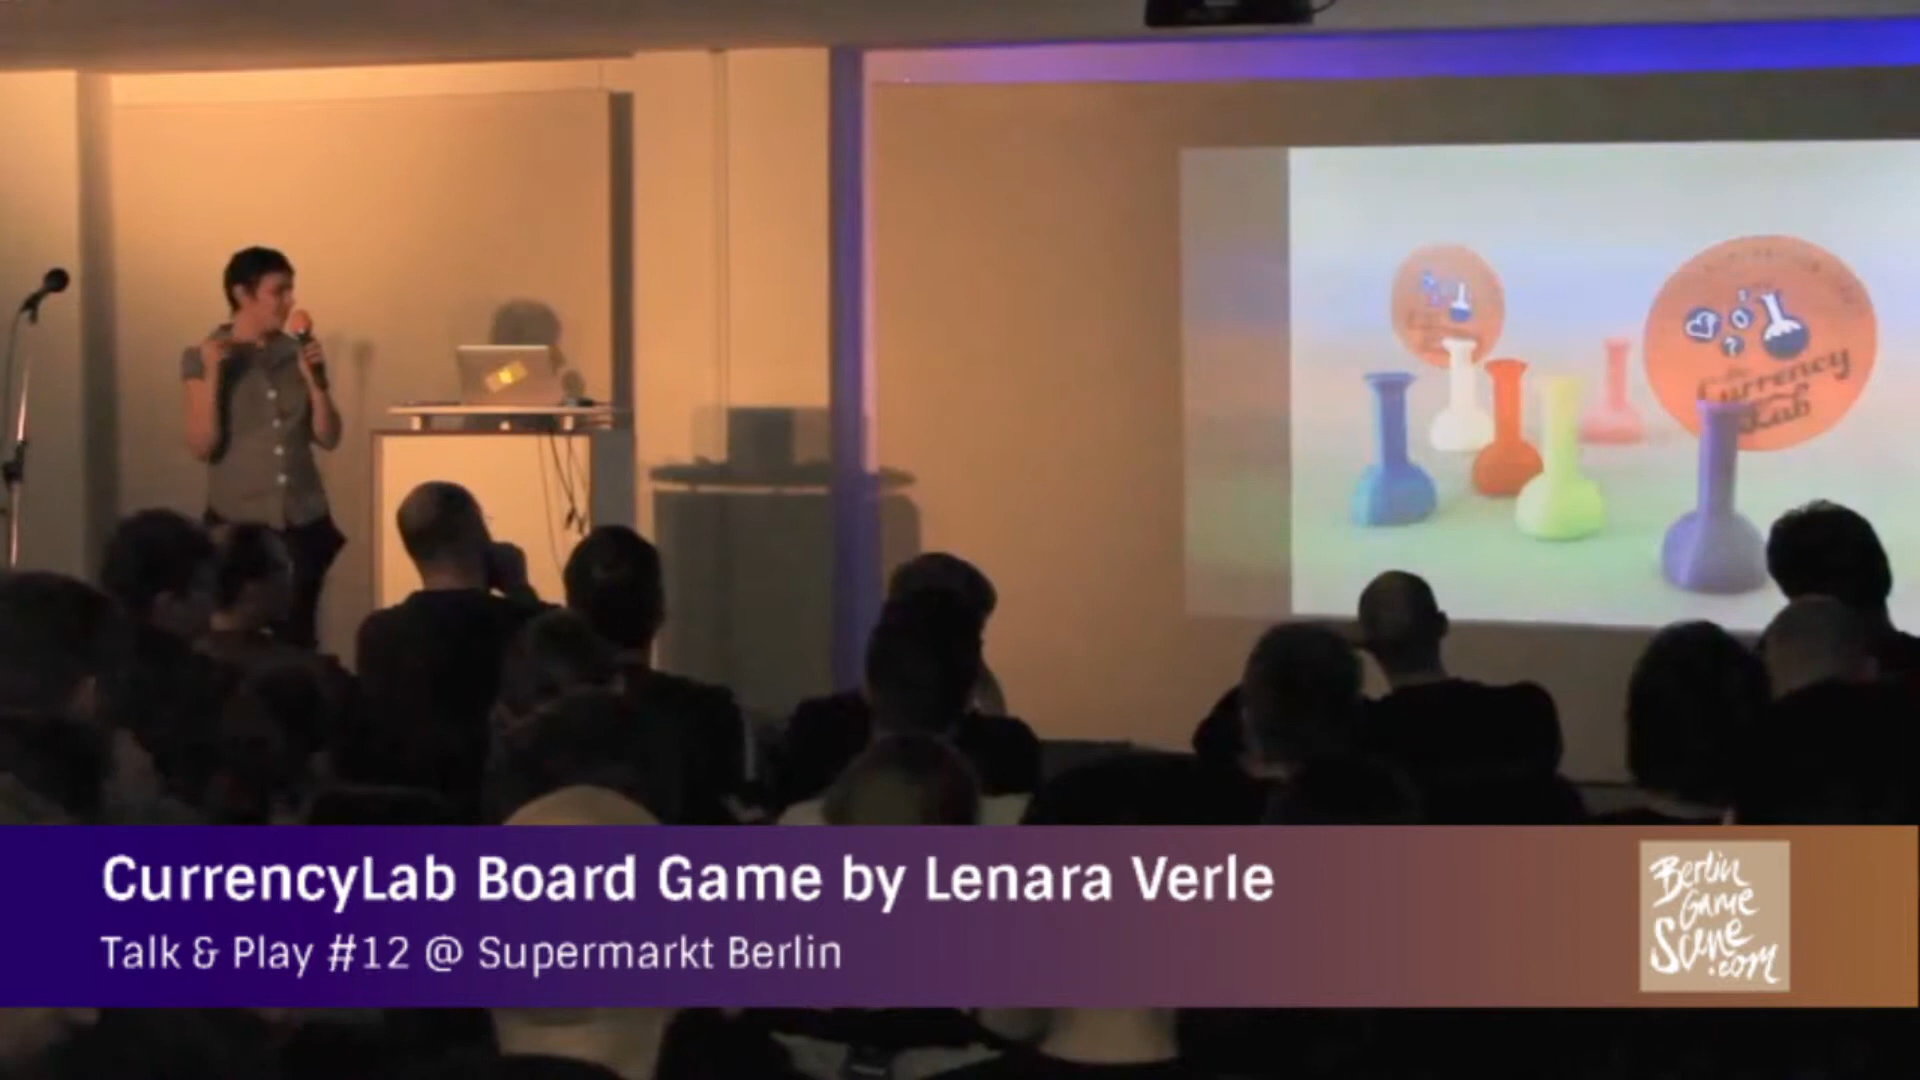 Currency
Lab
CurrencyLab Board Game by Lenara Verle
Talk & Play #12 @ Supermarkt Berlin
Berlin
Game
Scene
.com